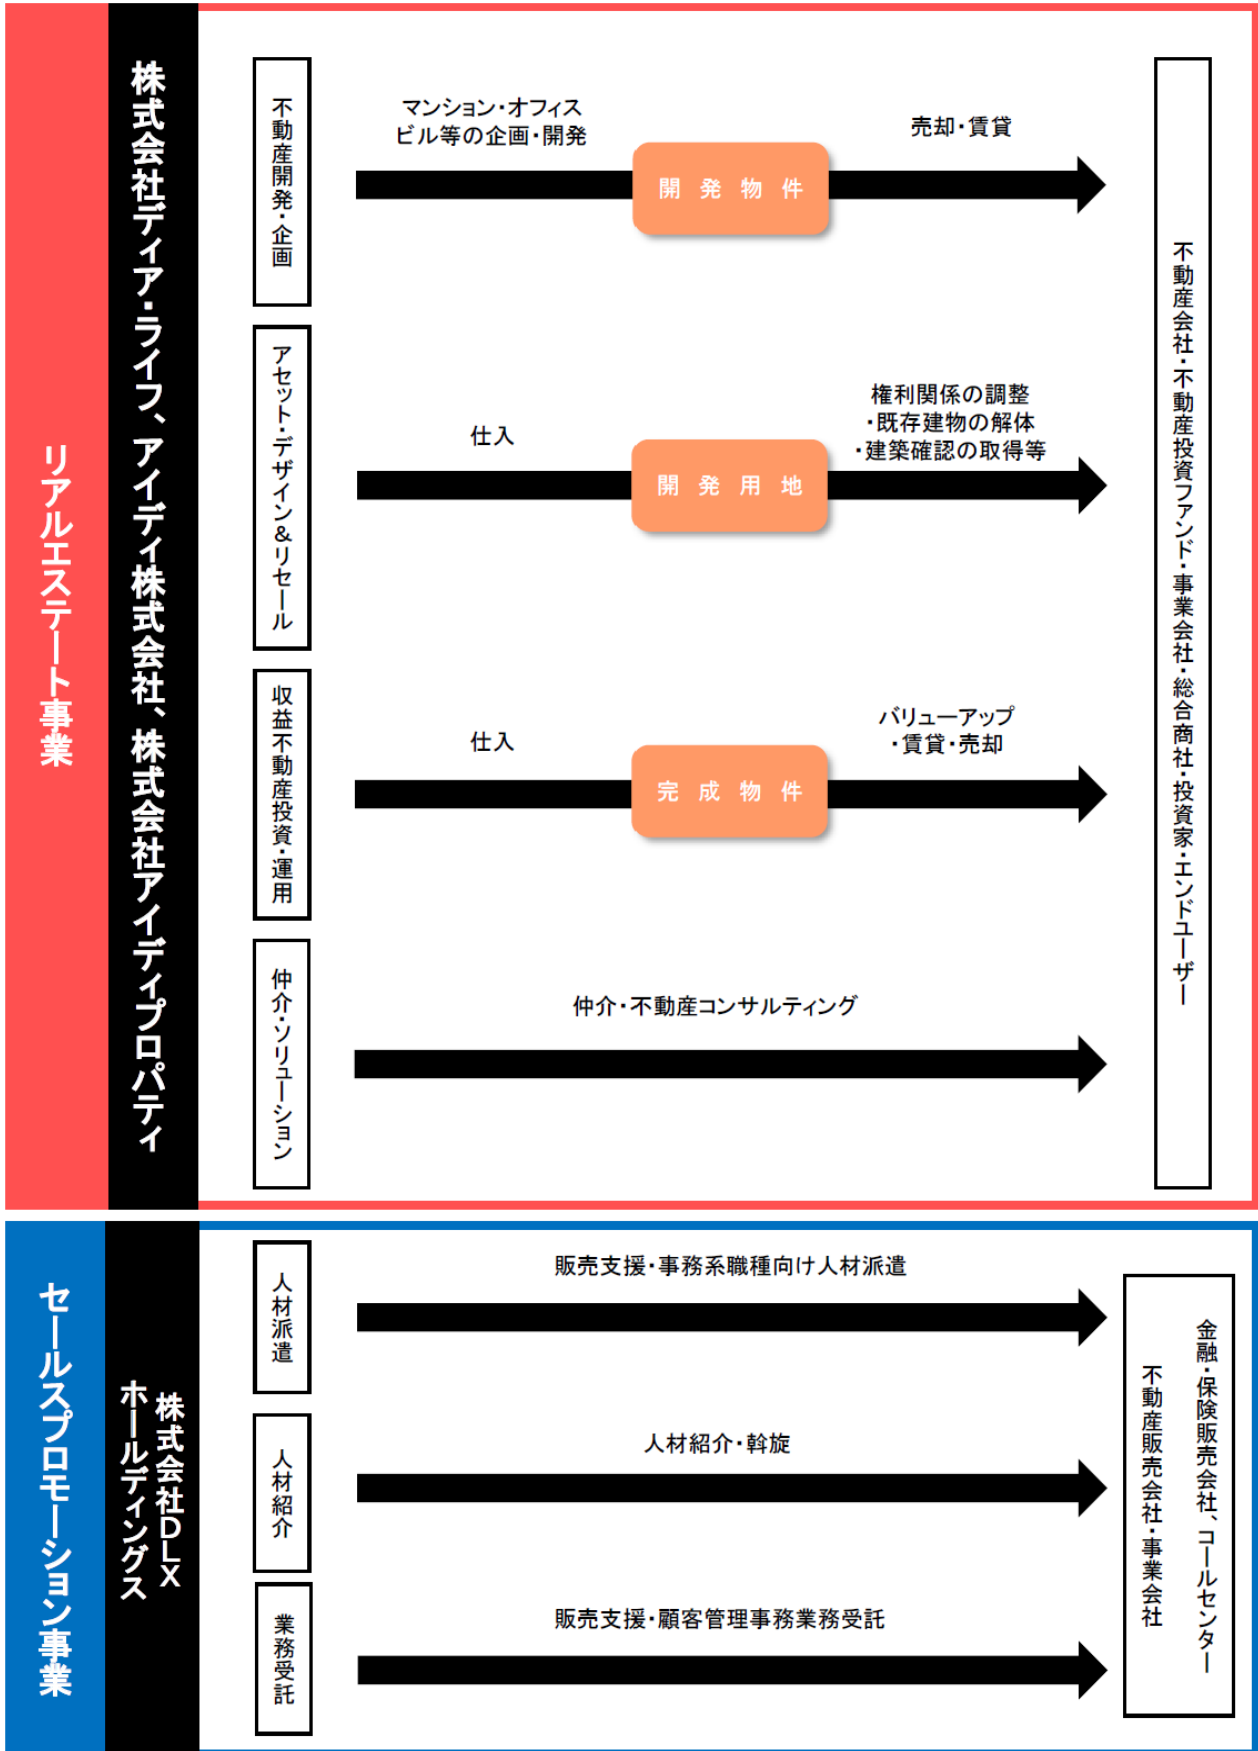 リアルエステート事業
株式会社ディア・ライフ、アイディ株式会社、株式会社アイディプロパティ
不動産開発・企画
マンション・オフィス
ビル等の企画・開発
開発物件
売却・賃貸
アセット・デザイン＆リセール
仕入
開発用地
権利関係の調整
・既存建物の解体
・建築確認の取得等
収益不動産投資・運用
仕入
完成物件
バリューアップ
・賃貸・売却
仲介・ソリューション
仲介・不動産コンサルティング
不動産会社・不動産投資ファンド・事業会社・総合商社・投資家・エンドユーザー
セールスプロモーション事業
株式会社ＤＬＸ
ホールディングス
人材派遣
販売支援・事務系職種向け人材派遣
人材紹介
人材紹介・斡旋
業務受託
販売支援・顧客管理事務業務受託
金融・保険販売会社、コールセンター
不動産販売会社・事業会社